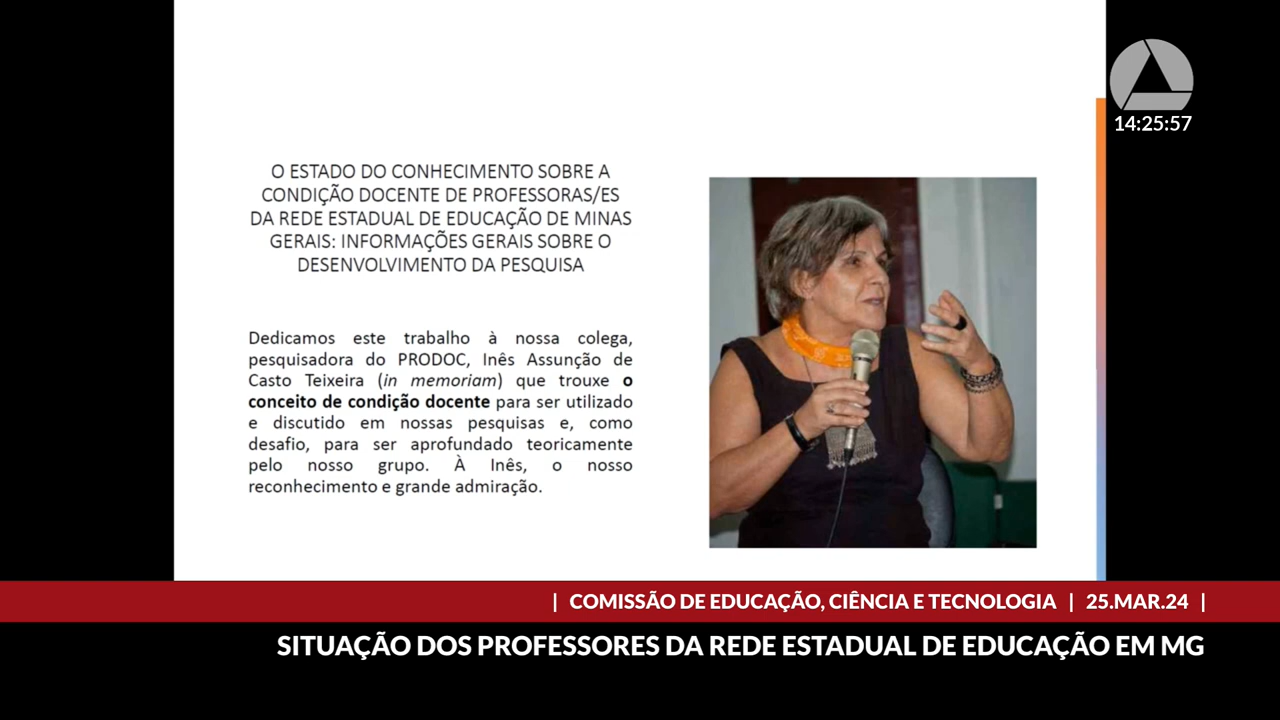 14:25:57
O ESTADO DO CONHECIMENTO SOBRE A
CONDIÇÃO DOCENTE DE PROFESSORAS/ES
DA REDE ESTADUAL DE EDUCAÇÃO DE MINAS
GERAIS: INFORMAÇÕES GERAIS SOBRE O
DESENVOLVIMENTO DA PESQUISA
Dedicamos este trabalho à nossa colega,
pesquisadora do PRODOC, Inês Assunção de
Casto Teixeira (in memoriam) que trouxe o
conceito de condição docente para ser utilizado
e discutido em nossas pesquisas e, como
desafio, para ser aprofundado teoricamente
pelo nosso grupo. À Inês, o nosso
reconhecimento e grande admiração.
| COMISSÃO DE EDUCAÇÃO, CIÊNCIA E TECNOLOGIA | 25.MAR.24 |
SITUAÇÃO DOS PROFESSORES DA REDE ESTADUAL DE EDUCAÇÃO EM MG